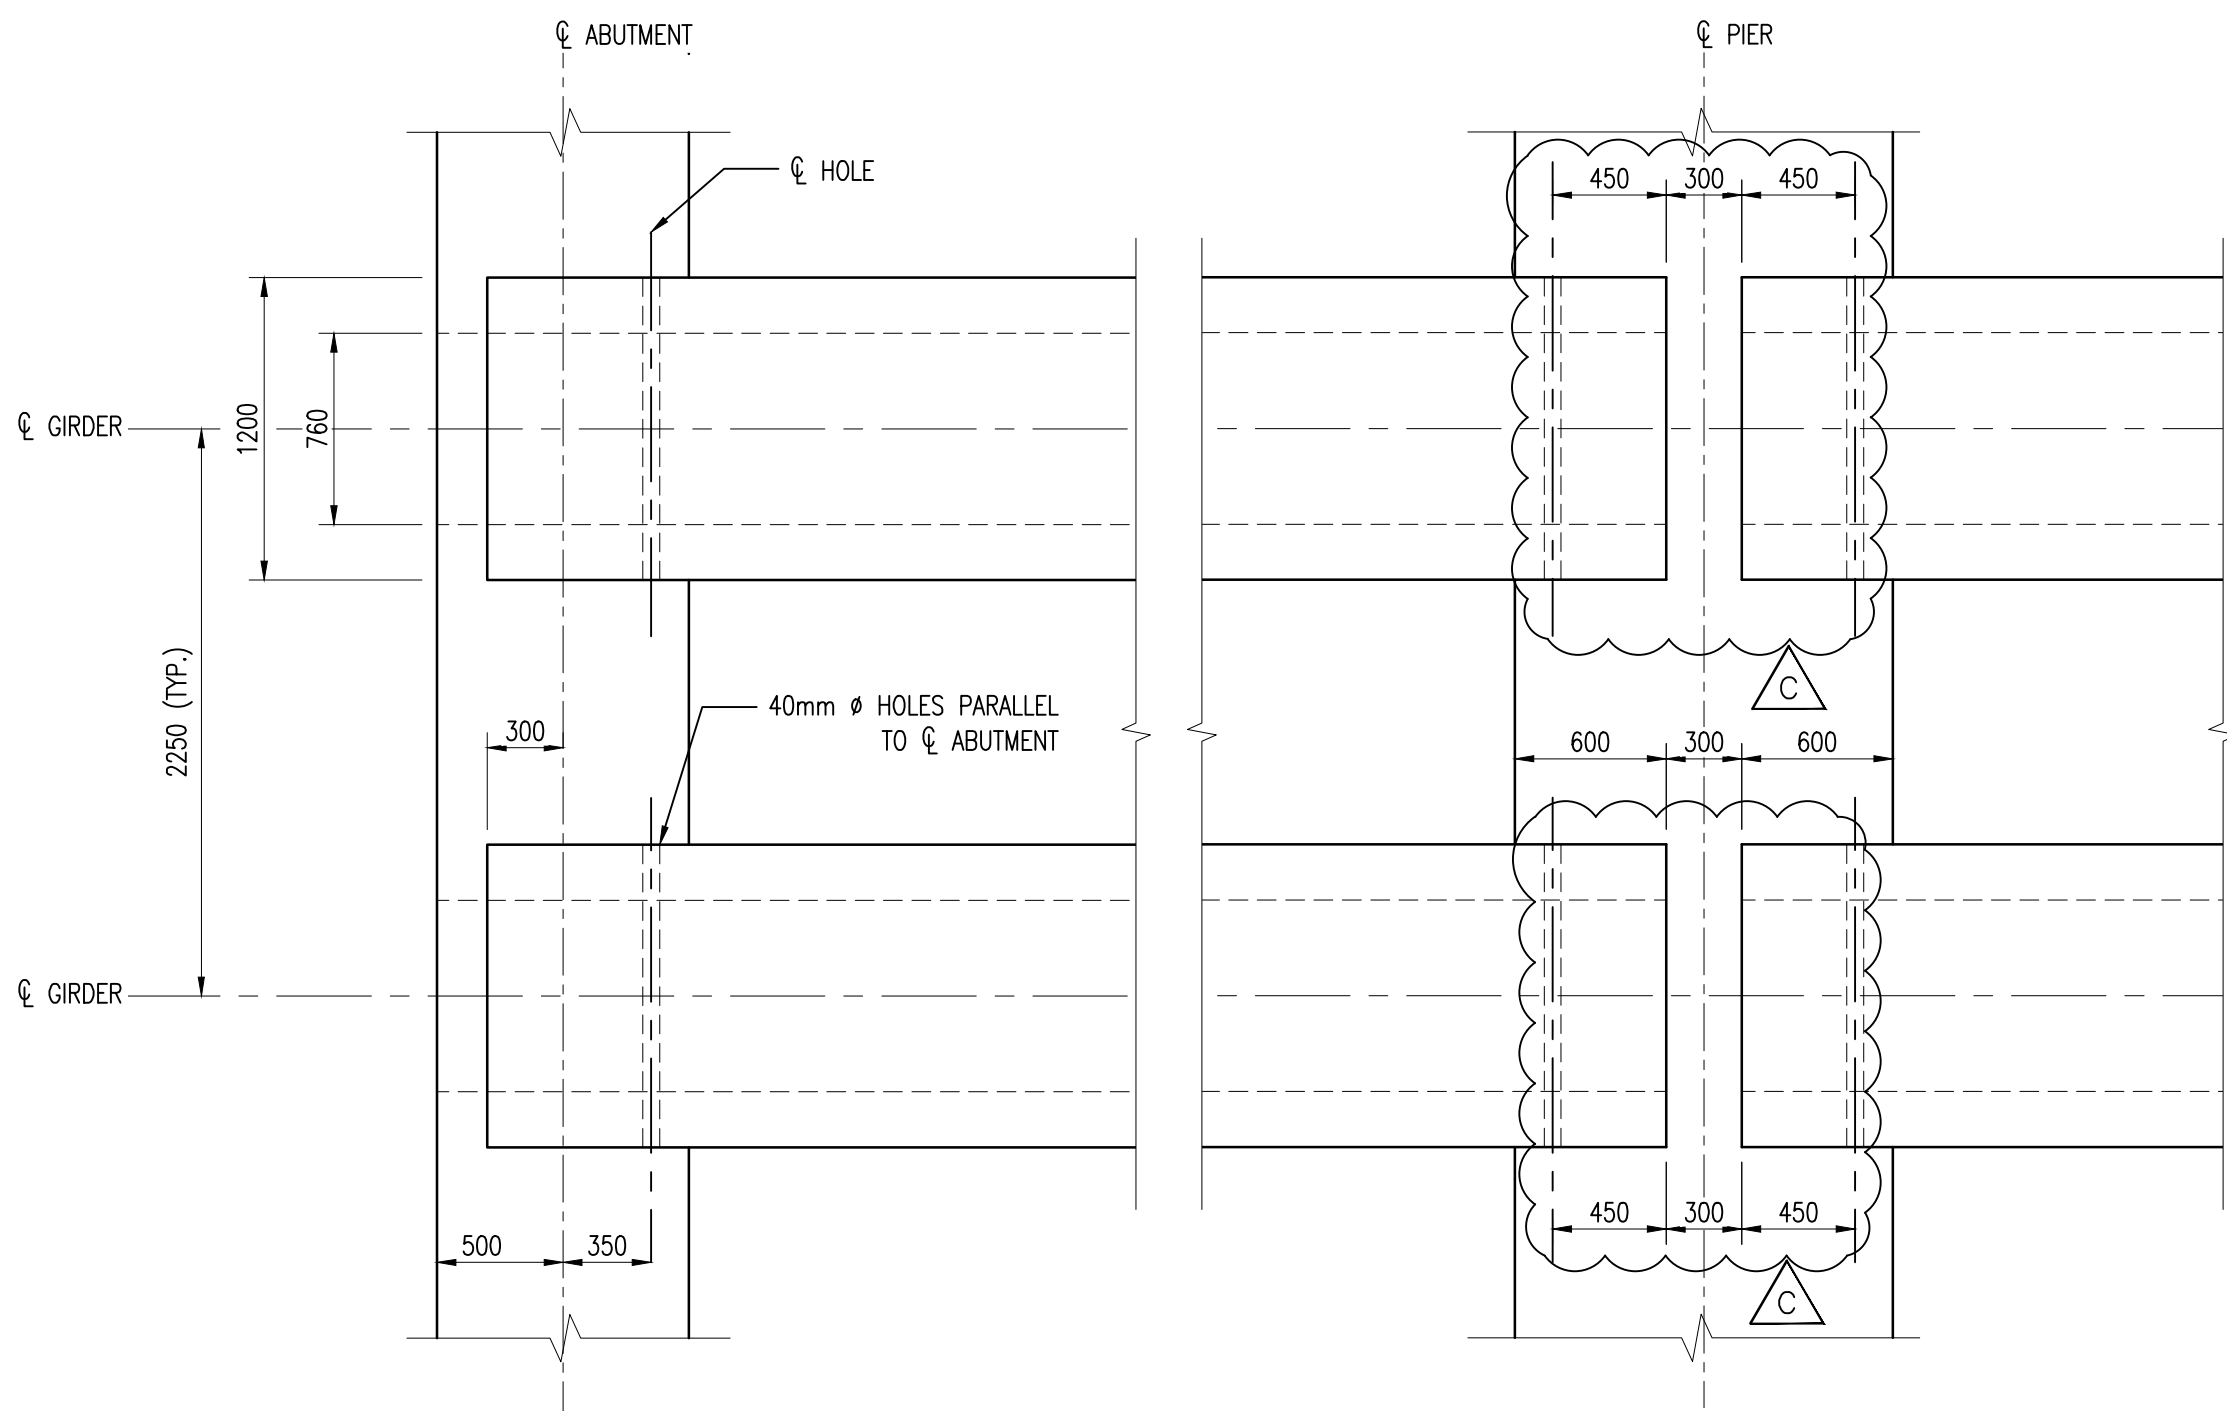 ℄ ABUTMENT
℄ PIER
℄ HOLE
450 300 450
℄ GIRDER
1200
760
2250 (TYP.)
40mm ø HOLES PARALLEL
TO ℄ ABUTMENT
C
300
600 300 600
℄ GIRDER
450 300 450
500 350
C